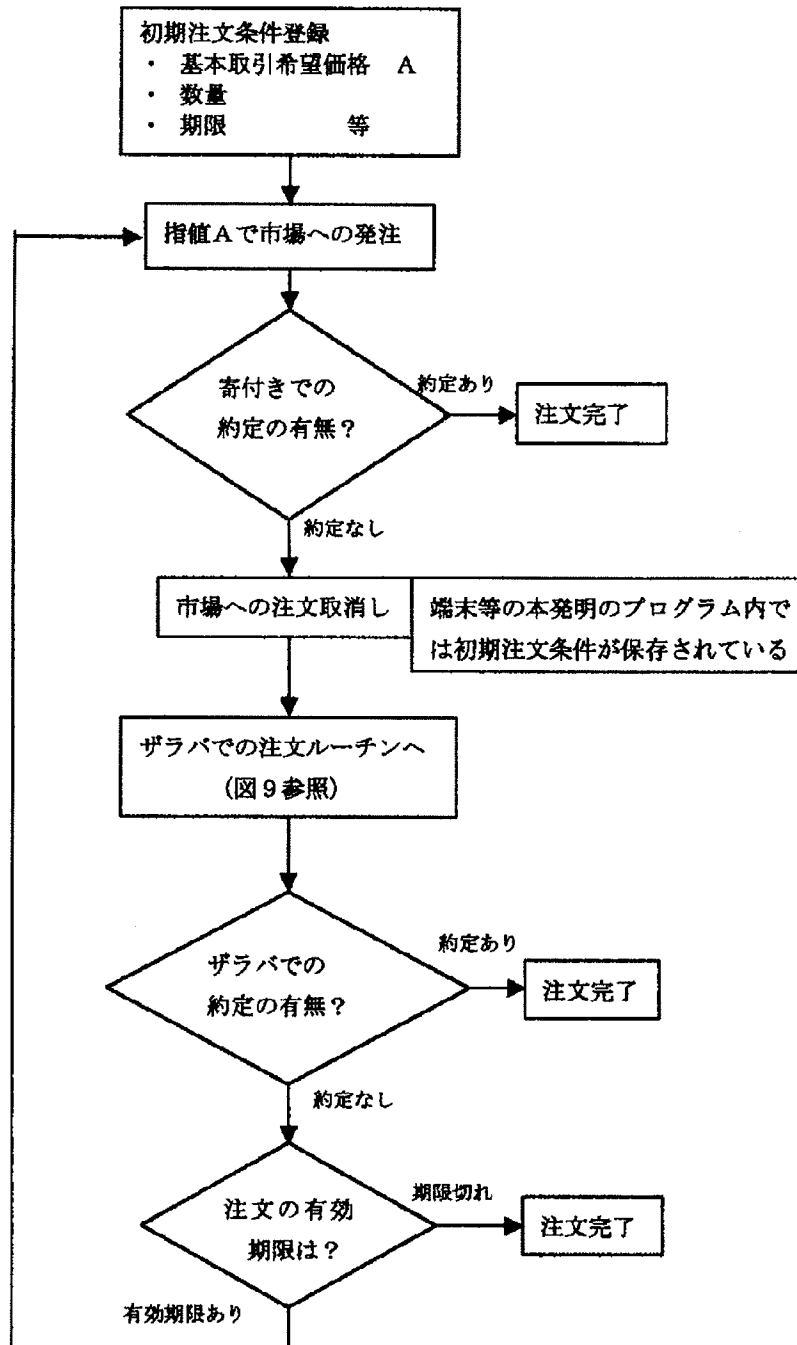 初期注文条件登録
・ 基本取引希望価格 A
・ 数量
・ 期限 等
指値Aで市場への発注
寄付きでの
約定の有無？
約定あり
注文完了
約定なし
市場への注文取消し
端末等の本発明のプログラム内で
は初期注文条件が保存されている
ザラバでの注文ルーチンへ
(図9参照)
ザラバでの
約定の有無？
約定あり
注文完了
約定なし
注文の有効
期限は？
期限切れ
注文完了
有効期限あり